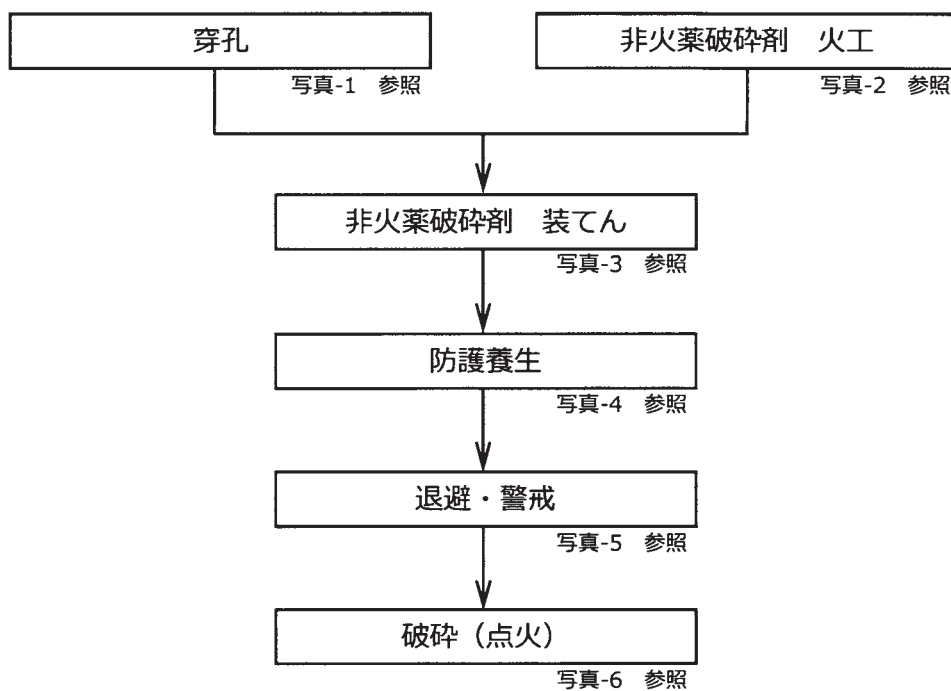 穿孔
非火薬破砕剤　火工
写真-1　参照
写真-2　参照
非火薬破砕剤　装てん
写真-3　参照
防護養生
写真-4　参照
退避・警戒
写真-5　参照
破砕（点火）
写真-6　参照